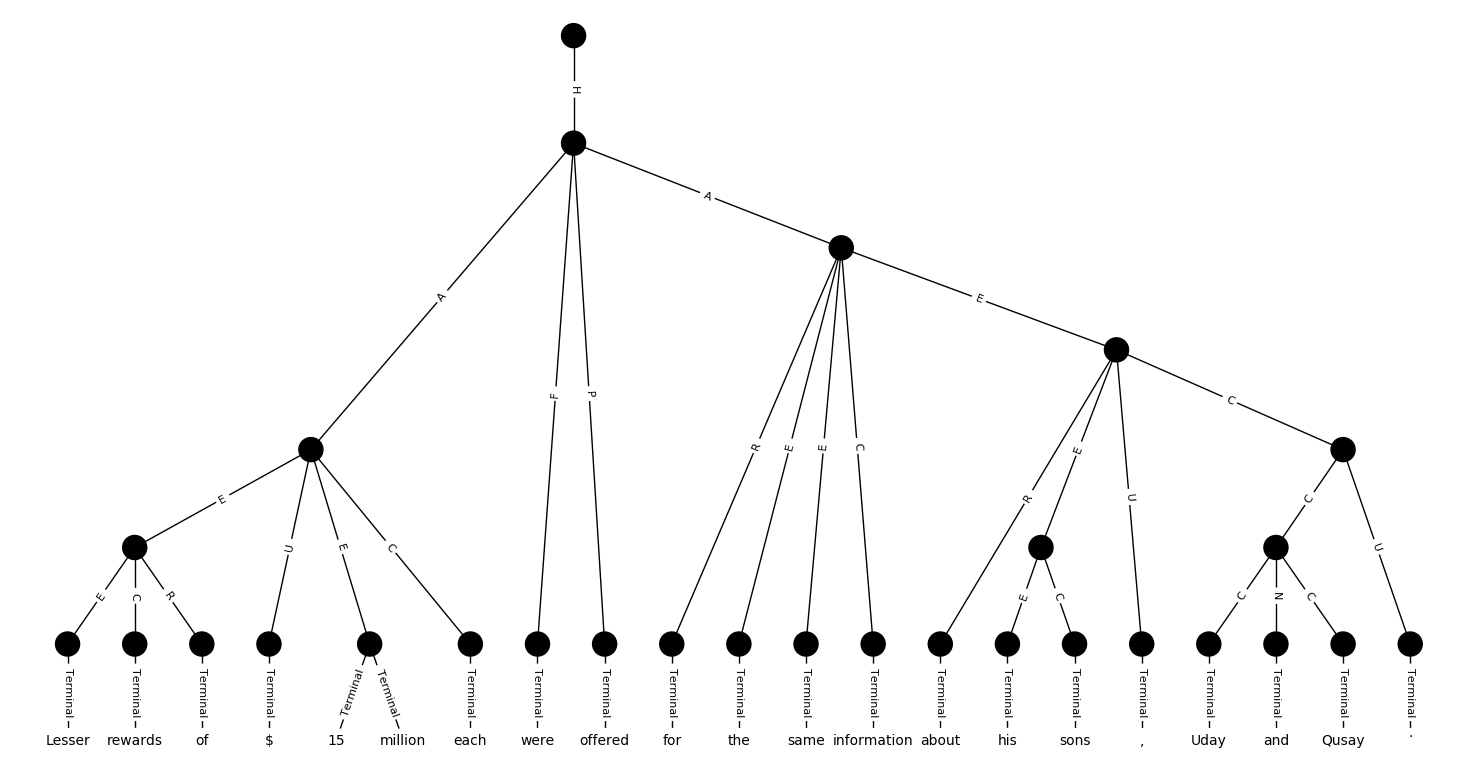 H
A
A
E
E
C
F
P
R
E
E
C
E
U
E
C
R
E
U
C
U
E
C
R
E
C
C
N
C
Terminal Terminal Terminal Terminal Terminal Terminal Terminal Terminal Terminal Terminal Terminal Terminal Terminal Terminal Terminal Terminal Terminal Terminal Terminal Terminal Terminal
Lesser rewards of $ 15 million each were offered for the same information about his sons , Uday and Qusay .